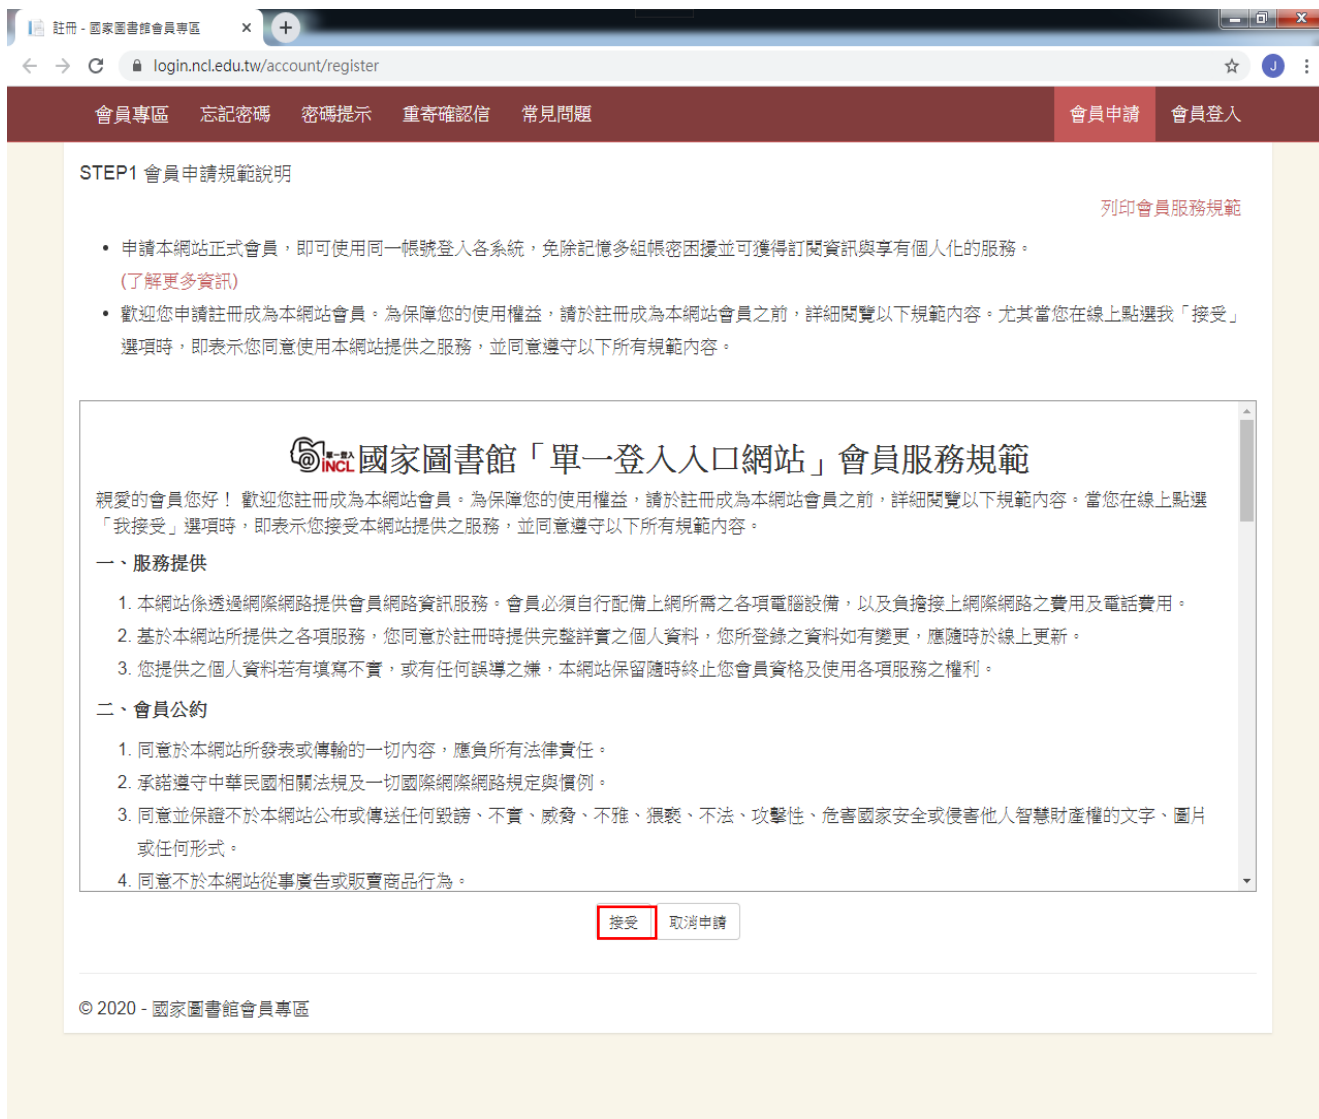 註冊 - 國家圖書館會員專區
login.ncl.edu.tw/account/register
J
會員專區 忘記密碼 密碼提示 重寄確認信 常見問題 會員申請 會員登入
STEP1 會員申請規範說明
列印會員服務規範
• 申請本網站正式會員，即可使用同一帳號登入各系統，免除記憶多組帳密困擾並可獲得訂閱資訊與享有個人化的服務。
(了解更多資訊)
• 歡迎您申請註冊成為本網站會員。為保障您的使用權益，請於註冊成為本網站會員之前，詳細閱覽以下規範內容。尤其當您在線上點選我「接受」
選項時，即表示您同意使用本網站提供之服務，並同意遵守以下所有規範內容。
單一登入 NCL 國家圖書館「單一登入入口網站」會員服務規範
親愛的會員您好！ 歡迎您註冊成為本網站會員。為保障您的使用權益，請於註冊成為本網站會員之前，詳細閱覽以下規範內容。當您在線上點選
「我接受」選項時，即表示您接受本網站提供之服務，並同意遵守以下所有規範內容。
一、服務提供
1. 本網站係透過網際網路提供會員網路資訊服務。會員必須自行配備上網所需之各項電腦設備，以及負擔接上網際網路之費用及電話費用。
2. 基於本網站所提供之各項服務，您同意於註冊時提供完整詳實之個人資料，您所登錄之資料如有變更，應隨時於線上更新。
3. 您提供之個人資料若有填寫不實，或有任何誤導之嫌，本網站保留隨時終止您會員資格及使用各項服務之權利。
二、會員公約
1. 同意於本網站所發表或傳輸的一切內容，應負所有法律責任。
2. 承諾遵守中華民國相關法規及一切國際網際網路規定與慣例。
3. 同意並保證不於本網站公布或傳送任何毀謗、不實、威脅、不雅、猥褻、不法、攻擊性、危害國家安全或侵害他人智慧財產權的文字、圖片
或任何形式。
4. 同意不於本網站從事廣告或販賣商品行為。
接受 取消申請
© 2020 - 國家圖書館會員專區